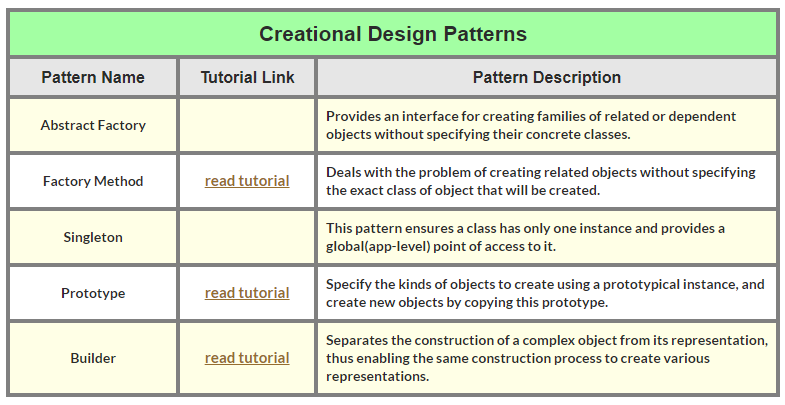 Creational Design Patterns
Pattern Name Tutorial Link Pattern Description
Abstract Factory
Provides an interface for creating families of related or dependent
objects without specifying their concrete classes.
Factory Method
read tutorial
Deals with the problem of creating related objects without specifying
the exact class of object that will be created.
Singleton
This pattern ensures a class has only one instance and provides a
global(app-level) point of access to it.
Prototype
read tutorial
Specify the kinds of objects to create using a prototypical instance, and
create new objects by copying this prototype.
Builder
read tutorial
Separates the construction of a complex object from its representation,
thus enabling the same construction process to create various
representations.